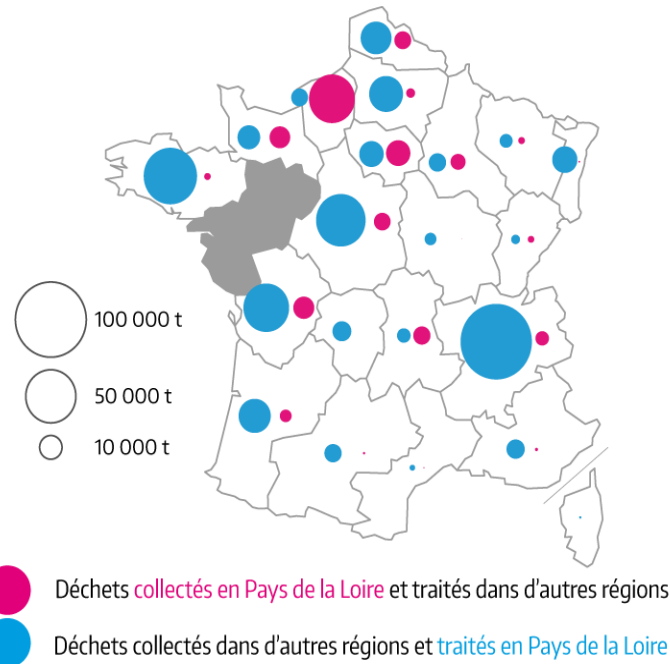 100 000 t
50 000 t
10 000 t
Déchets collectés en Pays de la Loire et traités dans d'autres régions
Déchets collectés dans d'autres régions et traités en Pays de la Loire